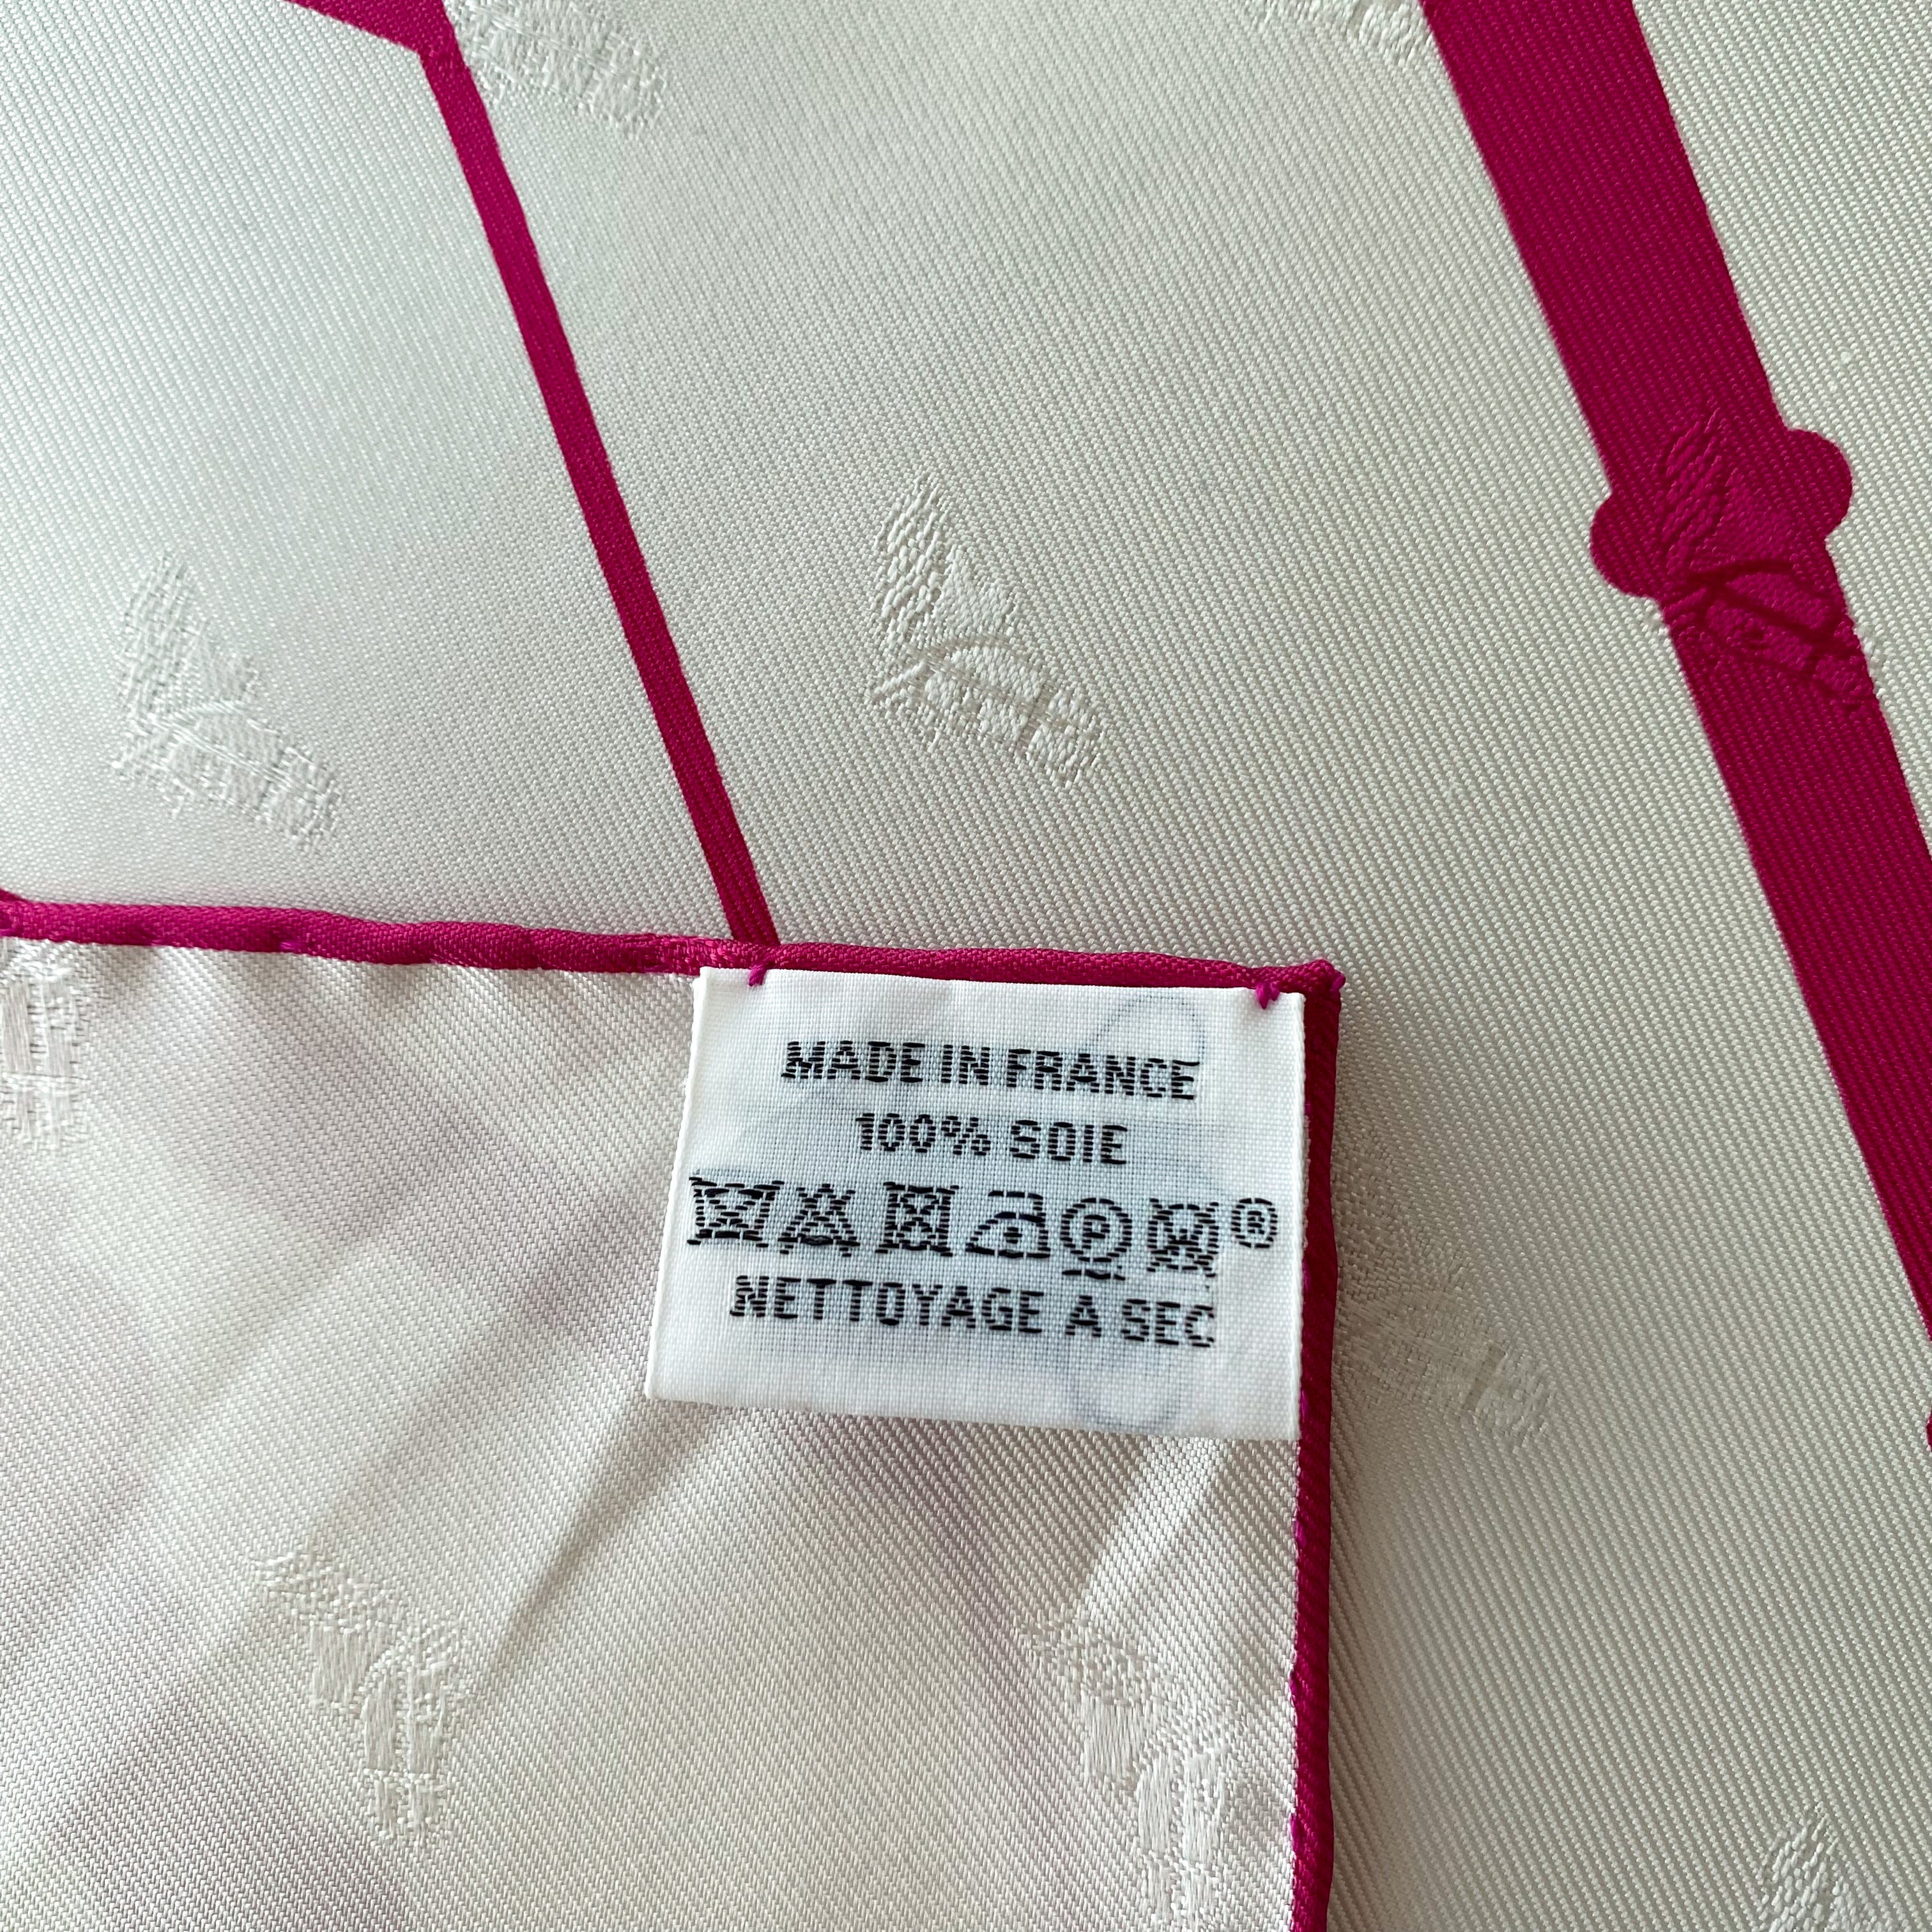 MADE IN FRANCE
100% SOIE
P ®
NETTOYAGE A SEC